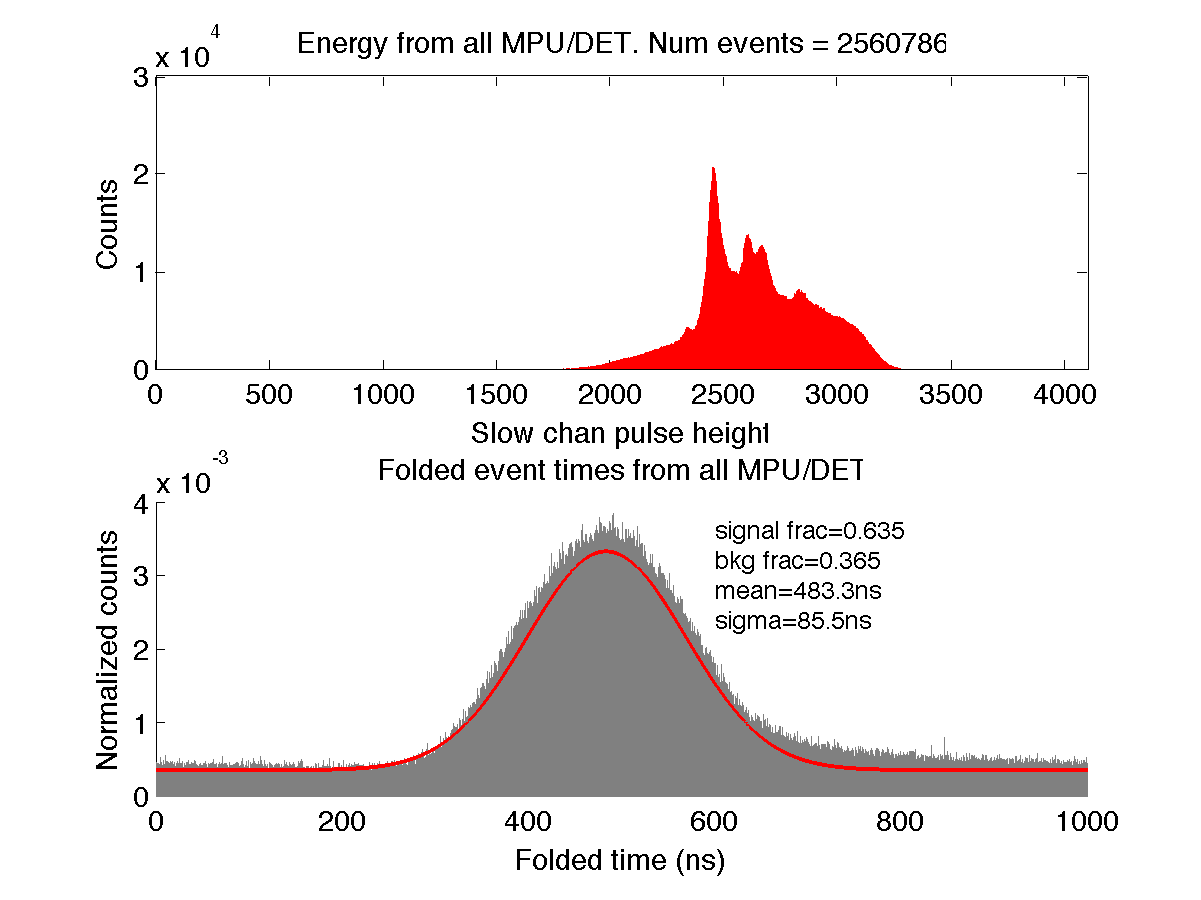 Energy from all MPU/DET. Num events = 2560786
x 10^4
3
2
1
0
Counts
0 500 1000 1500 2000 2500 3000 3500 4000
Slow chan pulse height
Folded event times from all MPU/DET
x 10^-3
4
3
2
1
0
Normalized counts
signal frac=0.635
bkg frac=0.365
mean=483.3ns
sigma=85.5ns
0 200 400 600 800 1000
Folded time (ns)